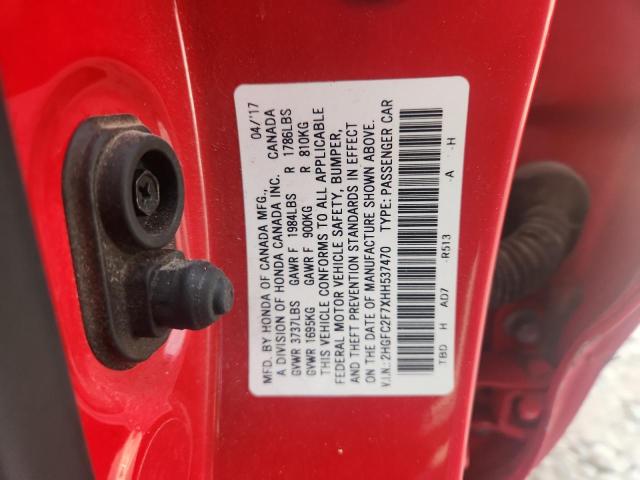 MFD. BY HONDA OF CANADA MFG., 04/'17
A DIVISION OF HONDA CANADA INC. CANADA
GVWR 3737LBS GAWR F 1984LBS R 1786LBS
GVWR 1695KG GAWR F 900KG R 810KG
THIS VEHICLE CONFORMS TO ALL APPLICABLE
FEDERAL MOTOR VEHICLE SAFETY, BUMPER,
AND THEFT PREVENTION STANDARDS IN EFFECT
ON THE DATE OF MANUFACTURE SHOWN ABOVE.
V.I.N.: 2HGFC2F7XHH537470 TYPE: PASSENGER CAR
TBD H AD7 -R513 -A -H